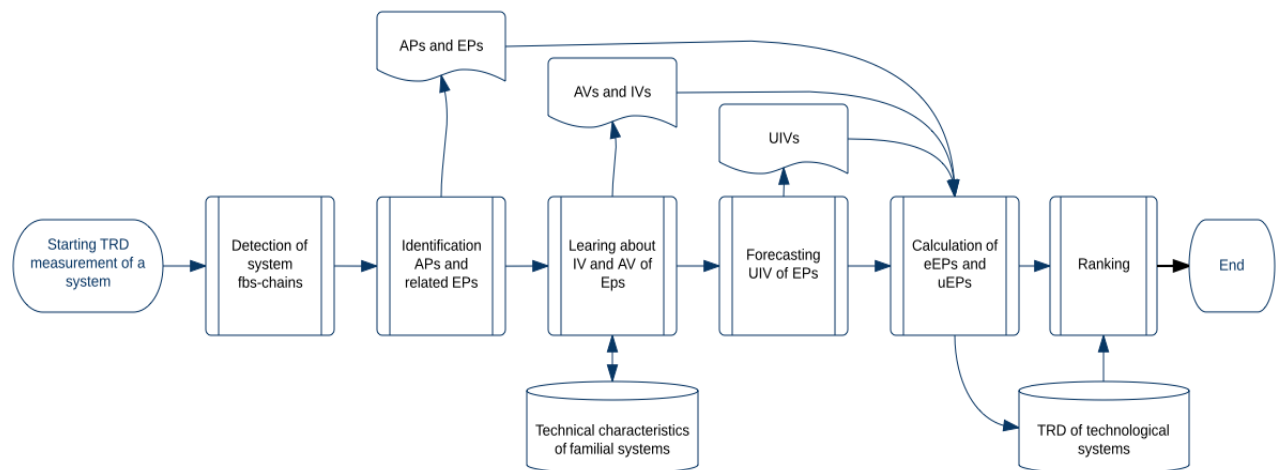 APs and EPs
AVs and IVs
UIVs
Starting TRD
measurement of a
system
Detection of
system
fbs-chains
Identification
APs and
related EPs
Learing about
IV and AV of
Eps
Forecasting
UIV of EPs
Calculation of
eEPs and
uEPs
Ranking
End
Technical characteristics
of familial systems
TRD of technological
systems